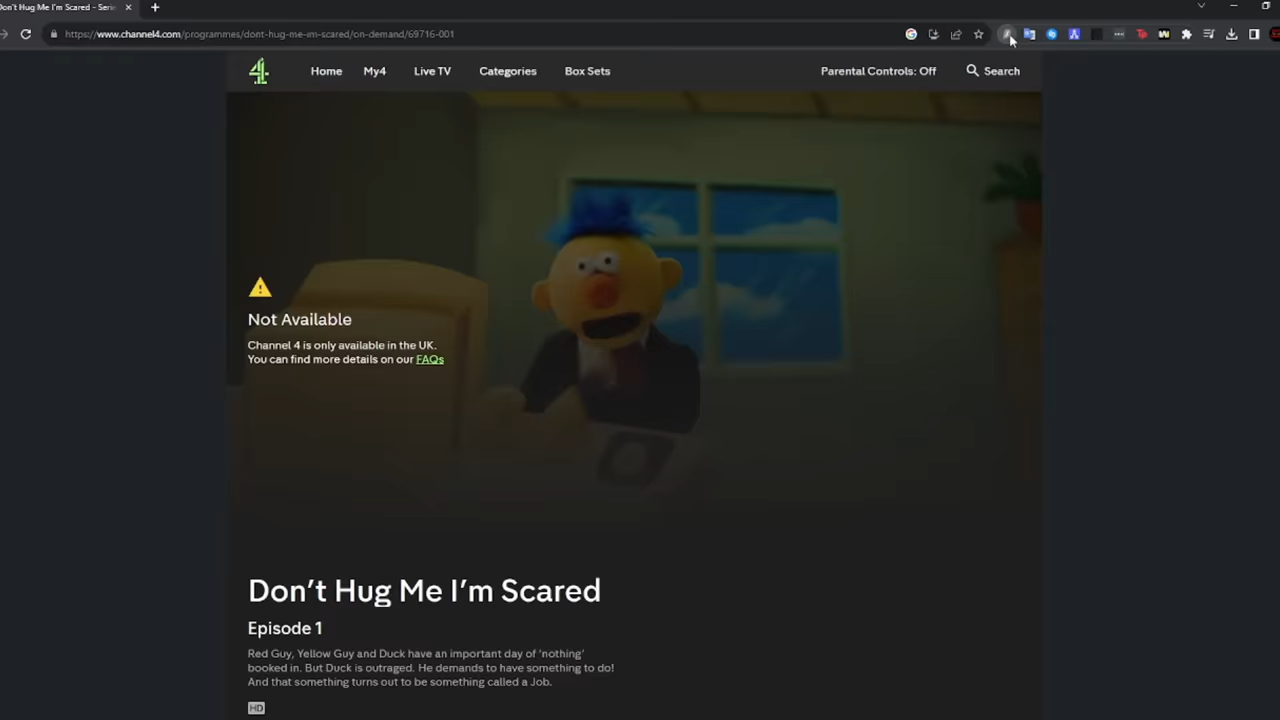 Don't Hug Me I'm Scared - Serie
https://www.channel4.com/programmes/dont-hug-me-im-scared/on-demand/69716-001
4
Home
My4
Live TV
Categories
Box Sets
Parental Controls: Off
Search
Not Available
Channel 4 is only available in the UK.
You can find more details on our FAQs
Don't Hug Me I'm Scared
Episode 1
Red Guy, Yellow Guy and Duck have an important day of 'nothing'
booked in. But Duck is outraged. He demands to have something to do!
And that something turns out to be something called a Job.
HD